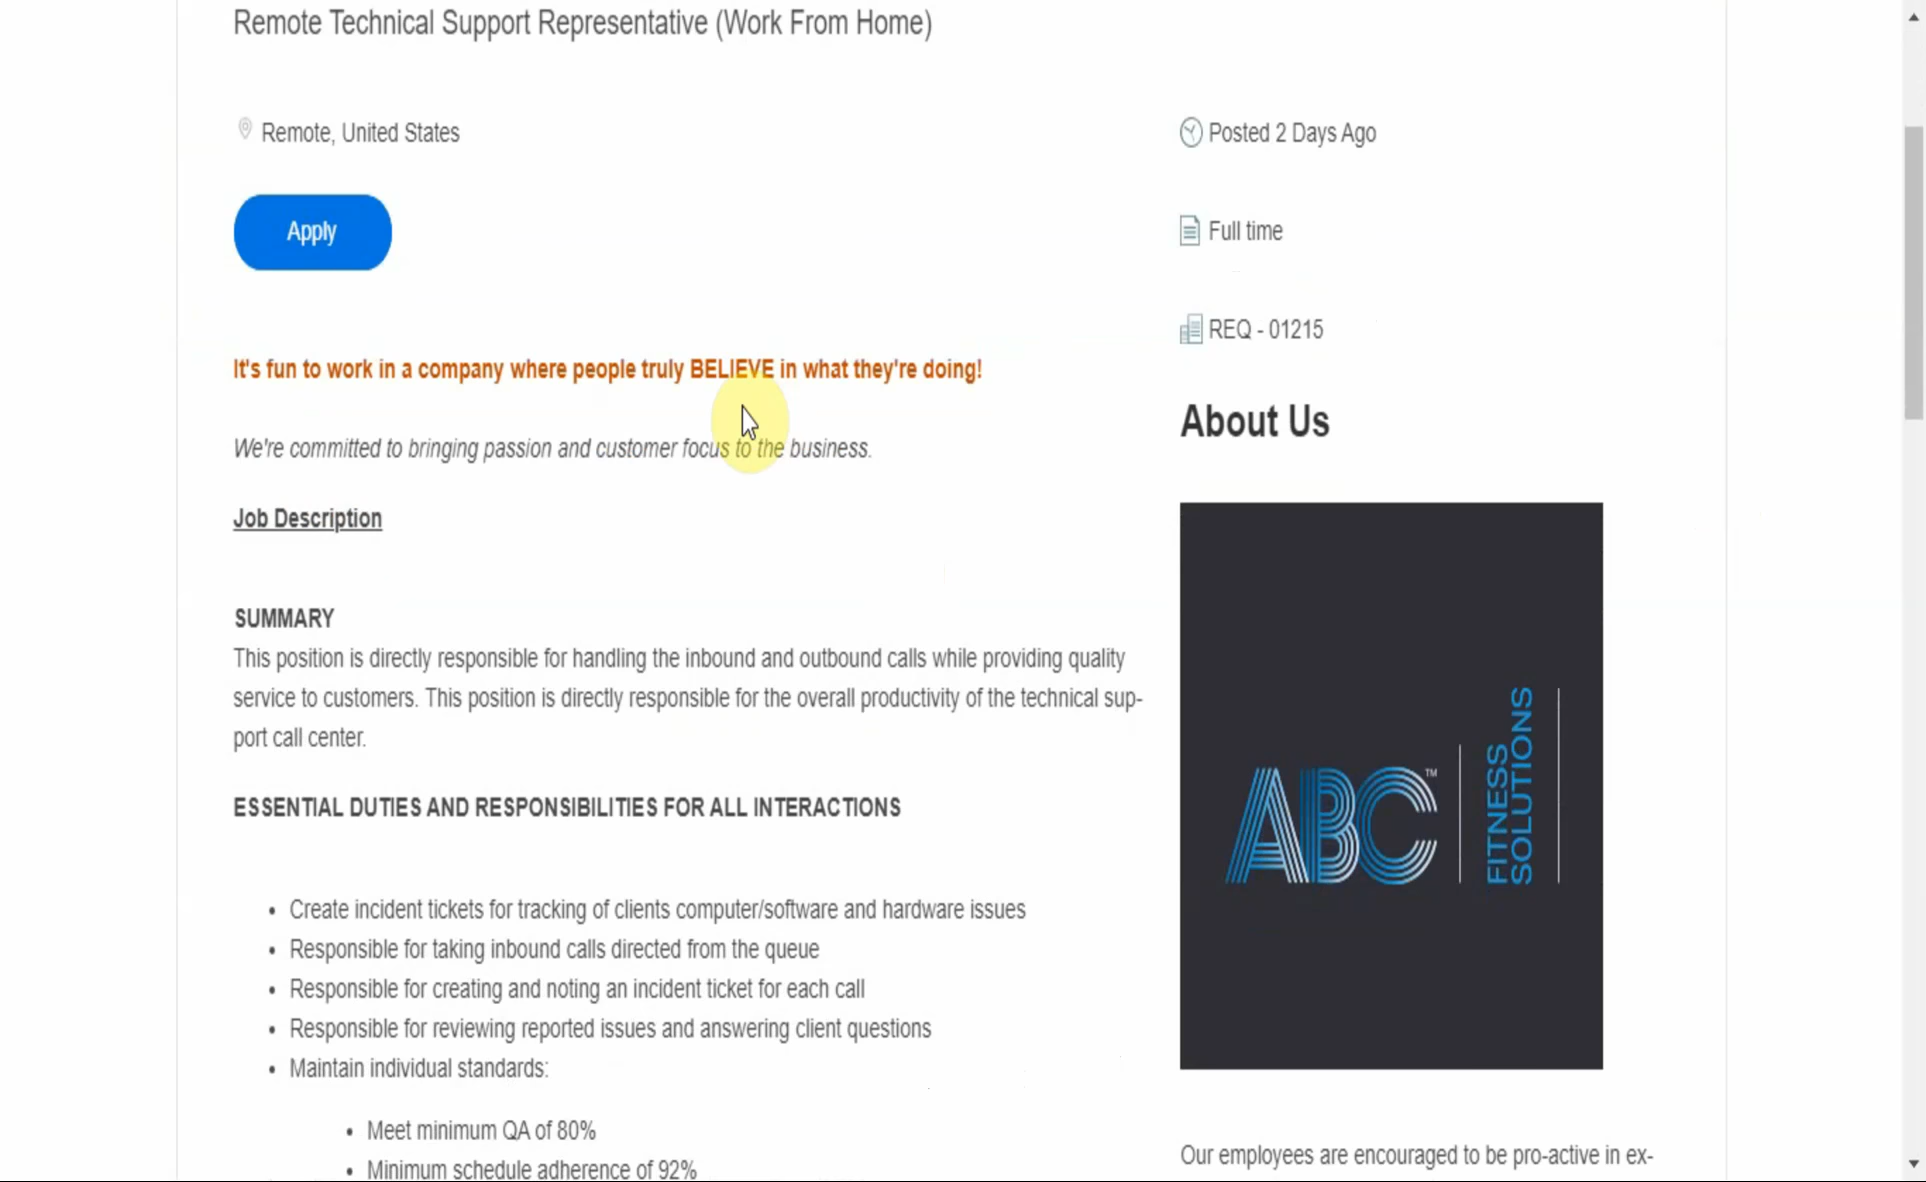 Remote Technical Support Representative (Work From Home)
Remote, United States
Apply
It's fun to work in a company where people truly BELIEVE in what they're doing!
We're committed to bringing passion and customer focus to the business.
Job Description
SUMMARY
This position is directly responsible for handling the inbound and outbound calls while providing quality
service to customers. This position is directly responsible for the overall productivity of the technical sup-
port call center.
ESSENTIAL DUTIES AND RESPONSIBILITIES FOR ALL INTERACTIONS
• Create incident tickets for tracking of clients computer/software and hardware issues
• Responsible for taking inbound calls directed from the queue
• Responsible for creating and noting an incident ticket for each call
• Responsible for reviewing reported issues and answering client questions
• Maintain individual standards:
• Meet minimum QA of 80%
• Minimum schedule adherence of 92%
Posted 2 Days Ago
Full time
REQ - 01215
About Us
ABC™
FITNESS
SOLUTIONS
Our employees are encouraged to be pro-active in ex-